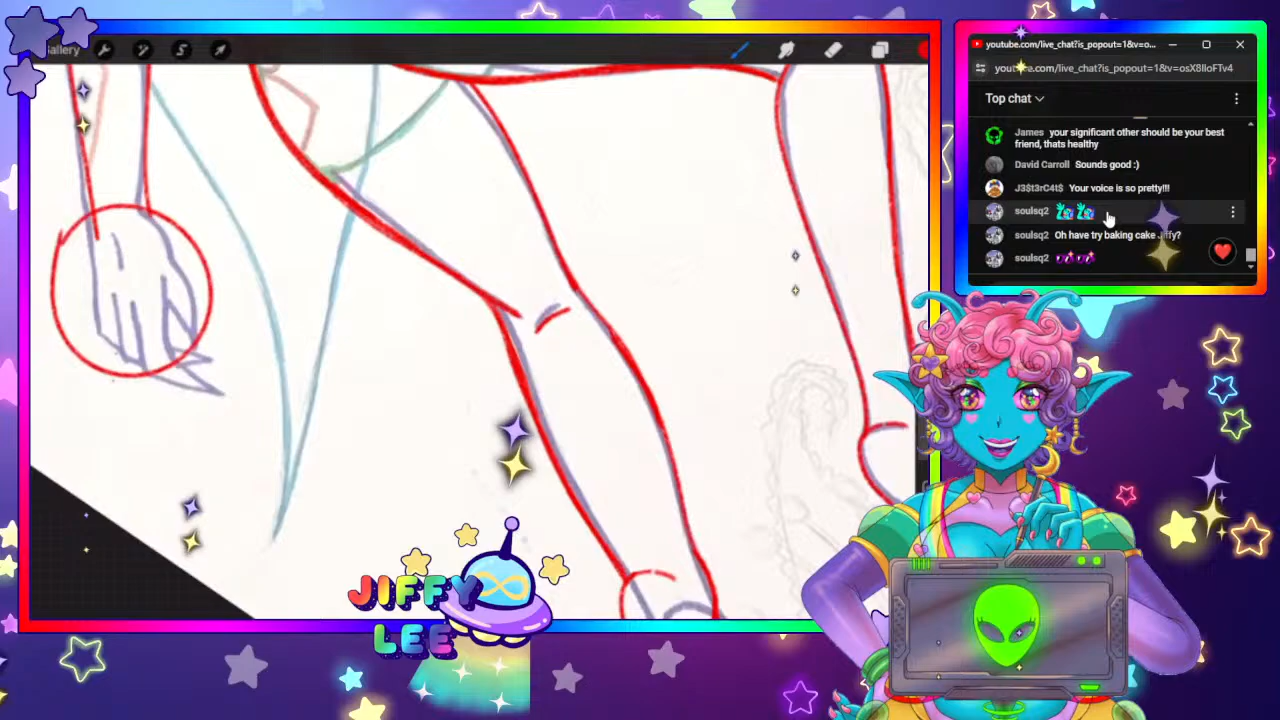 Gallery
youtube.com/live_chat?is_popout=1&v=o...
youtube.com/live_chat?is_popout=1&v=osX8IloFTv4
Top chat
James your significant other should be your best
friend, thats healthy
David Carroll Sounds good :)
J3$t3rC4t$ Your voice is so pretty!!!
soulsq2
soulsq2 Oh have try baking cake Jiffy?
soulsq2
JIFFY
LEE